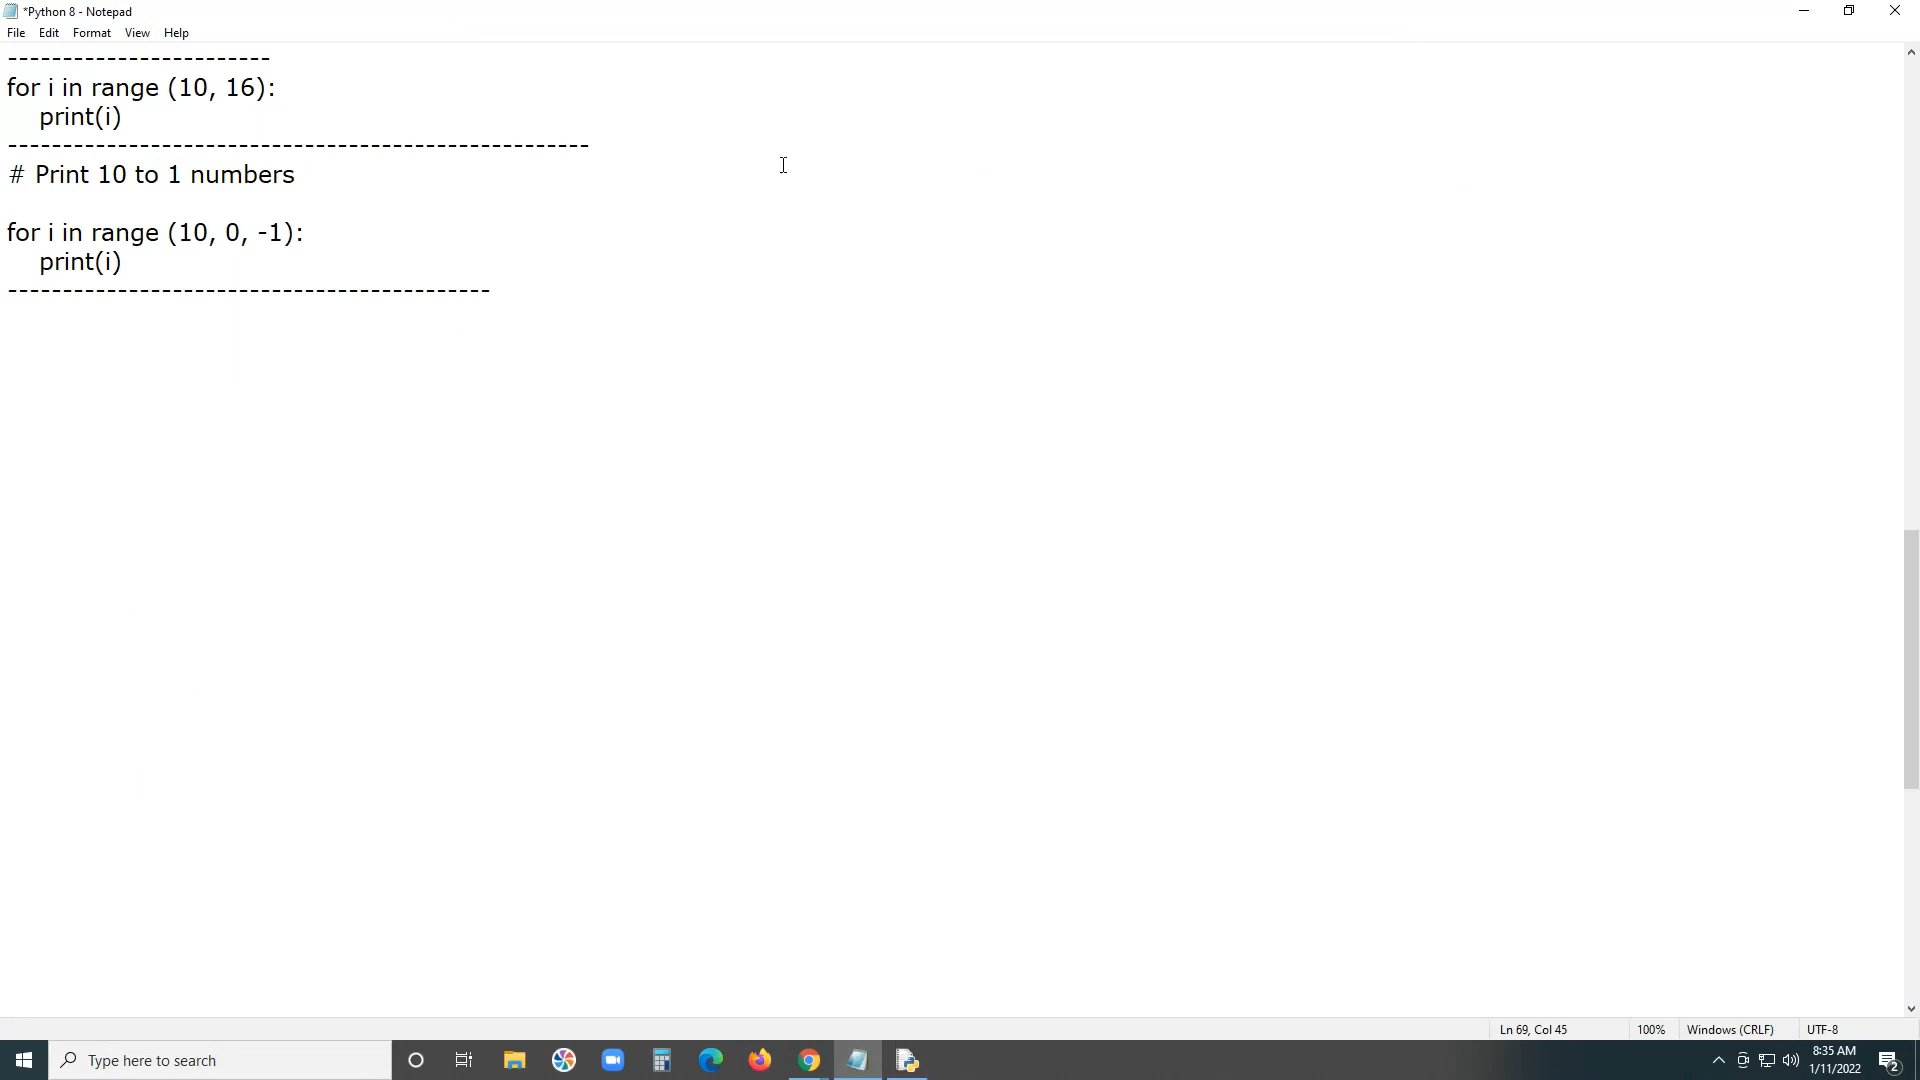 *Python 8 - Notepad
File Edit Format View Help
------------------------
for i in range (10, 16):
    print(i)
-----------------------------------------------------
# Print 10 to 1 numbers
for i in range (10, 0, -1):
    print(i)
--------------------------------------------
Ln 69, Col 45 100% Windows (CRLF) UTF-8
Type here to search
8:35 AM
1/11/2022
2